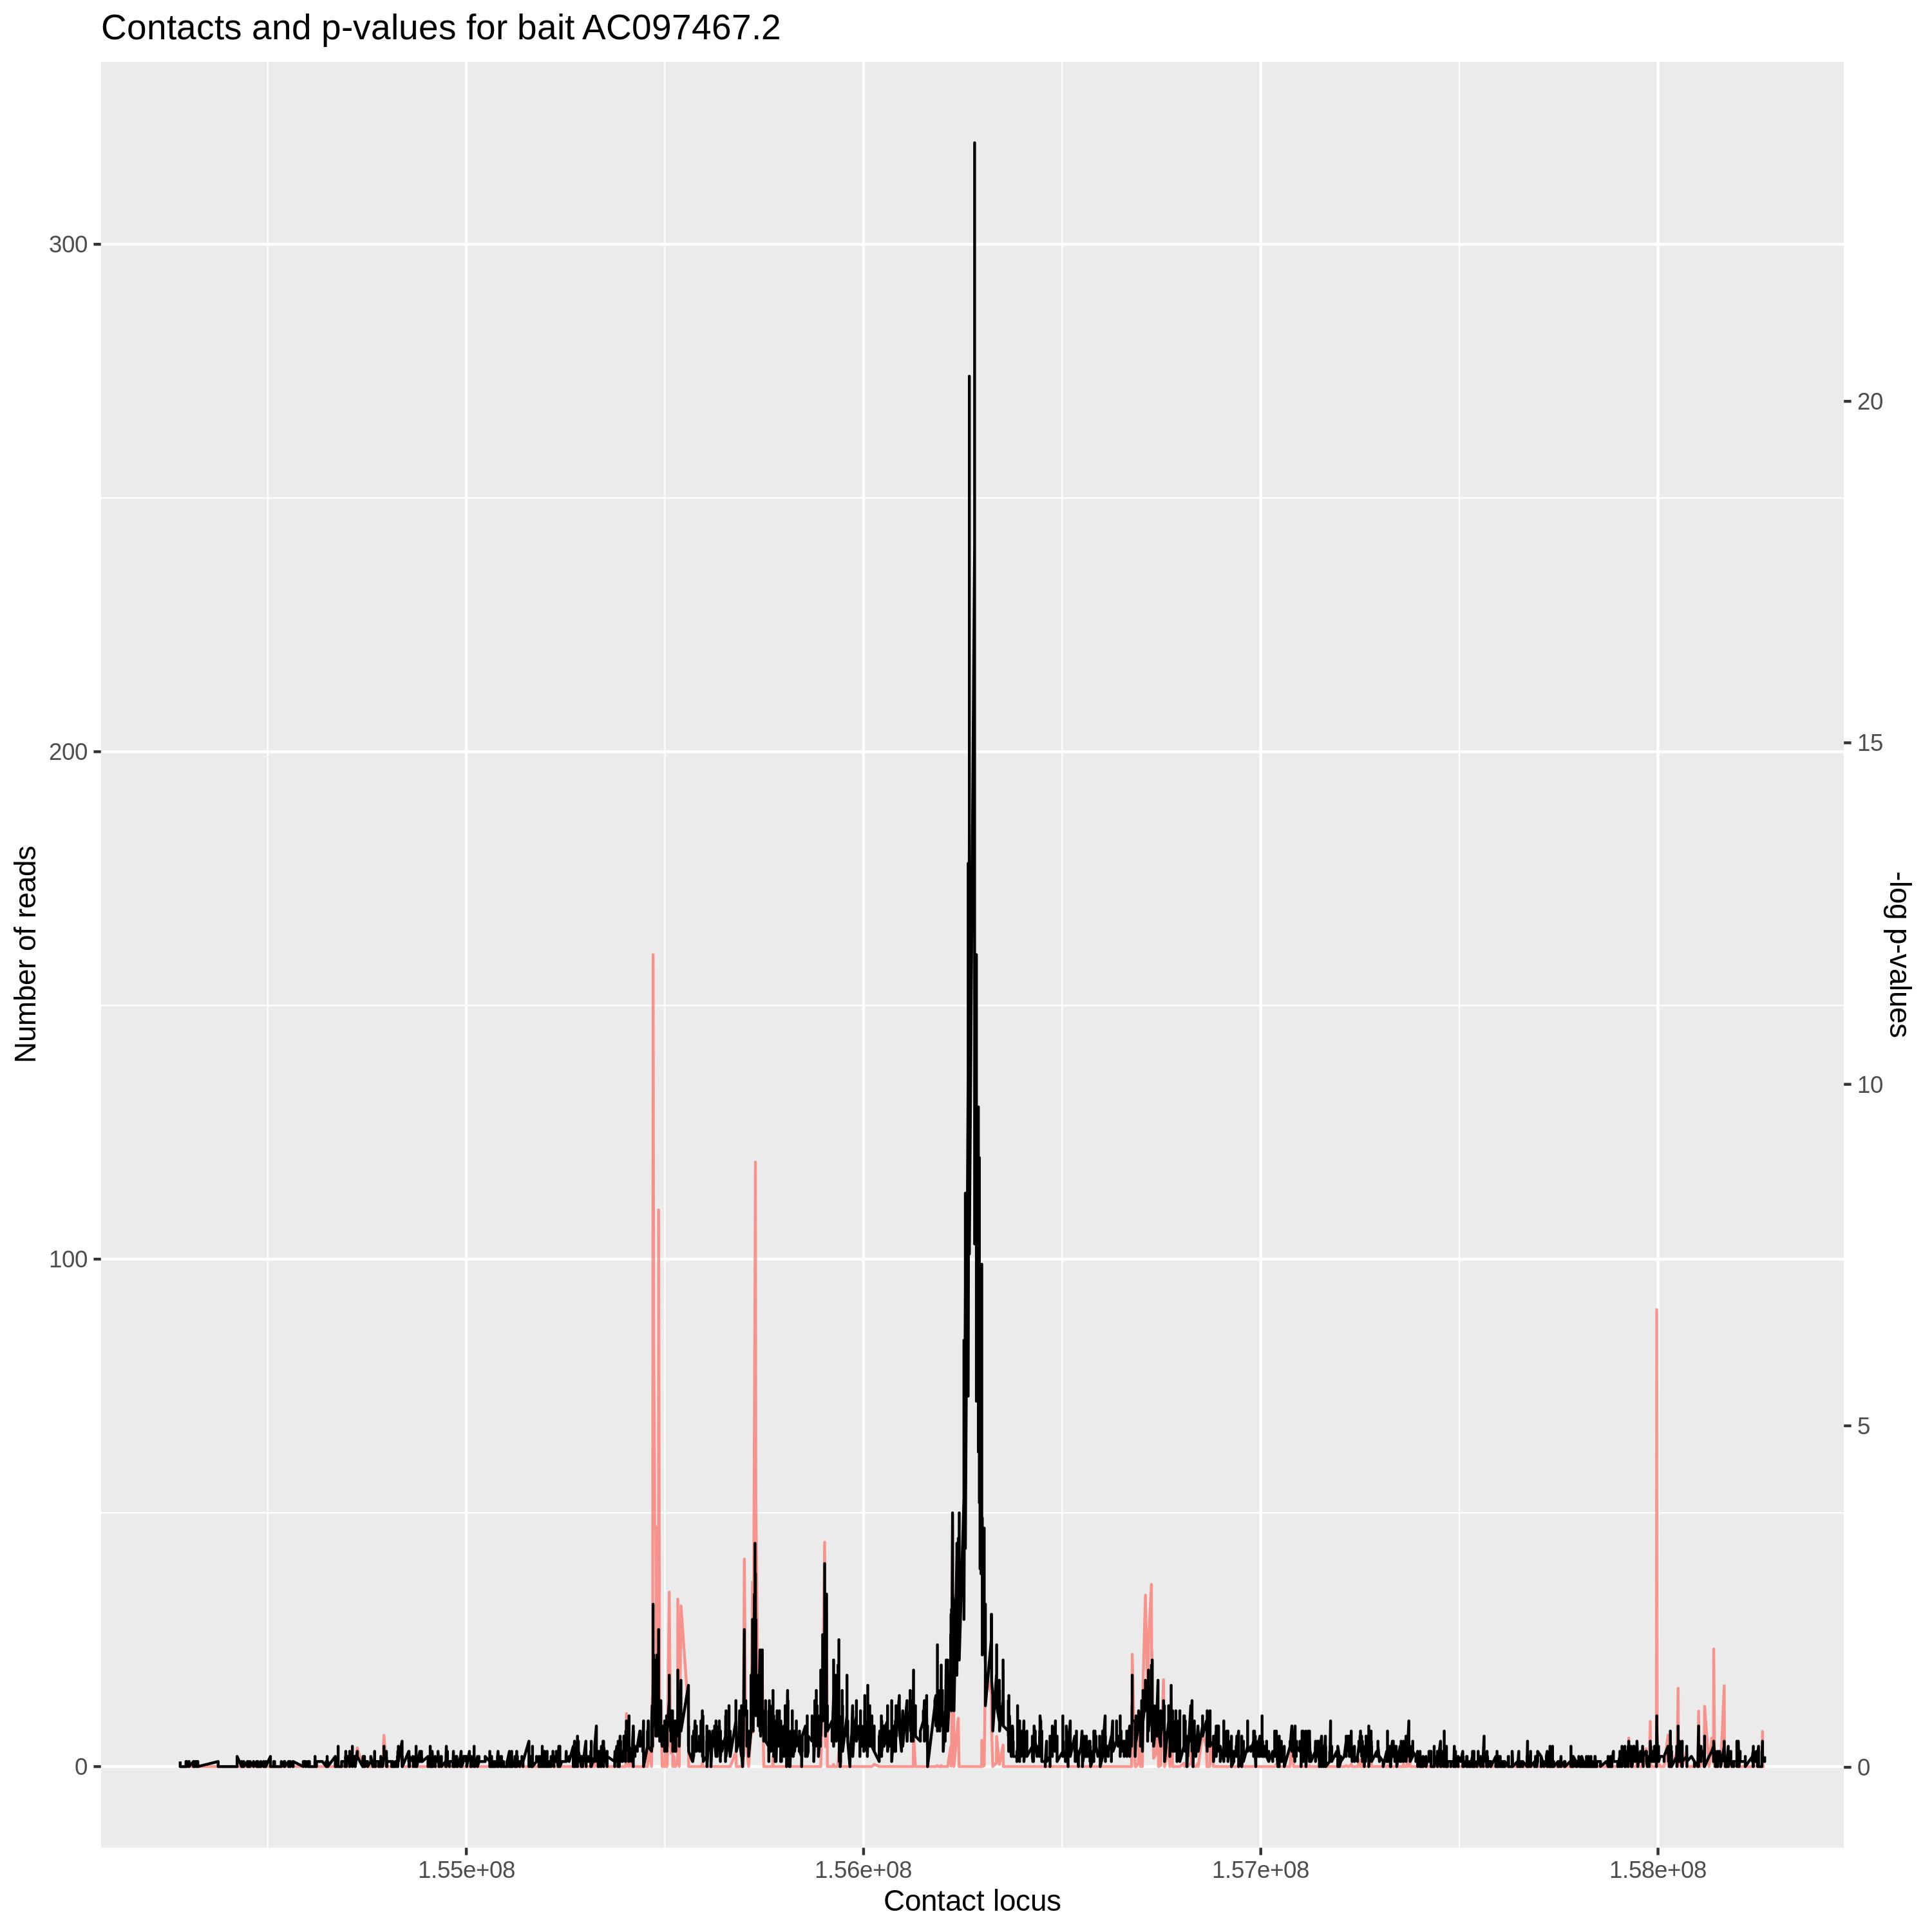 Contacts and p-values for bait AC097467.2
300
200
100
0
Number of reads
20
15
10
5
0
-log p-values
1.55e+08 1.56e+08 1.57e+08 1.58e+08
Contact locus